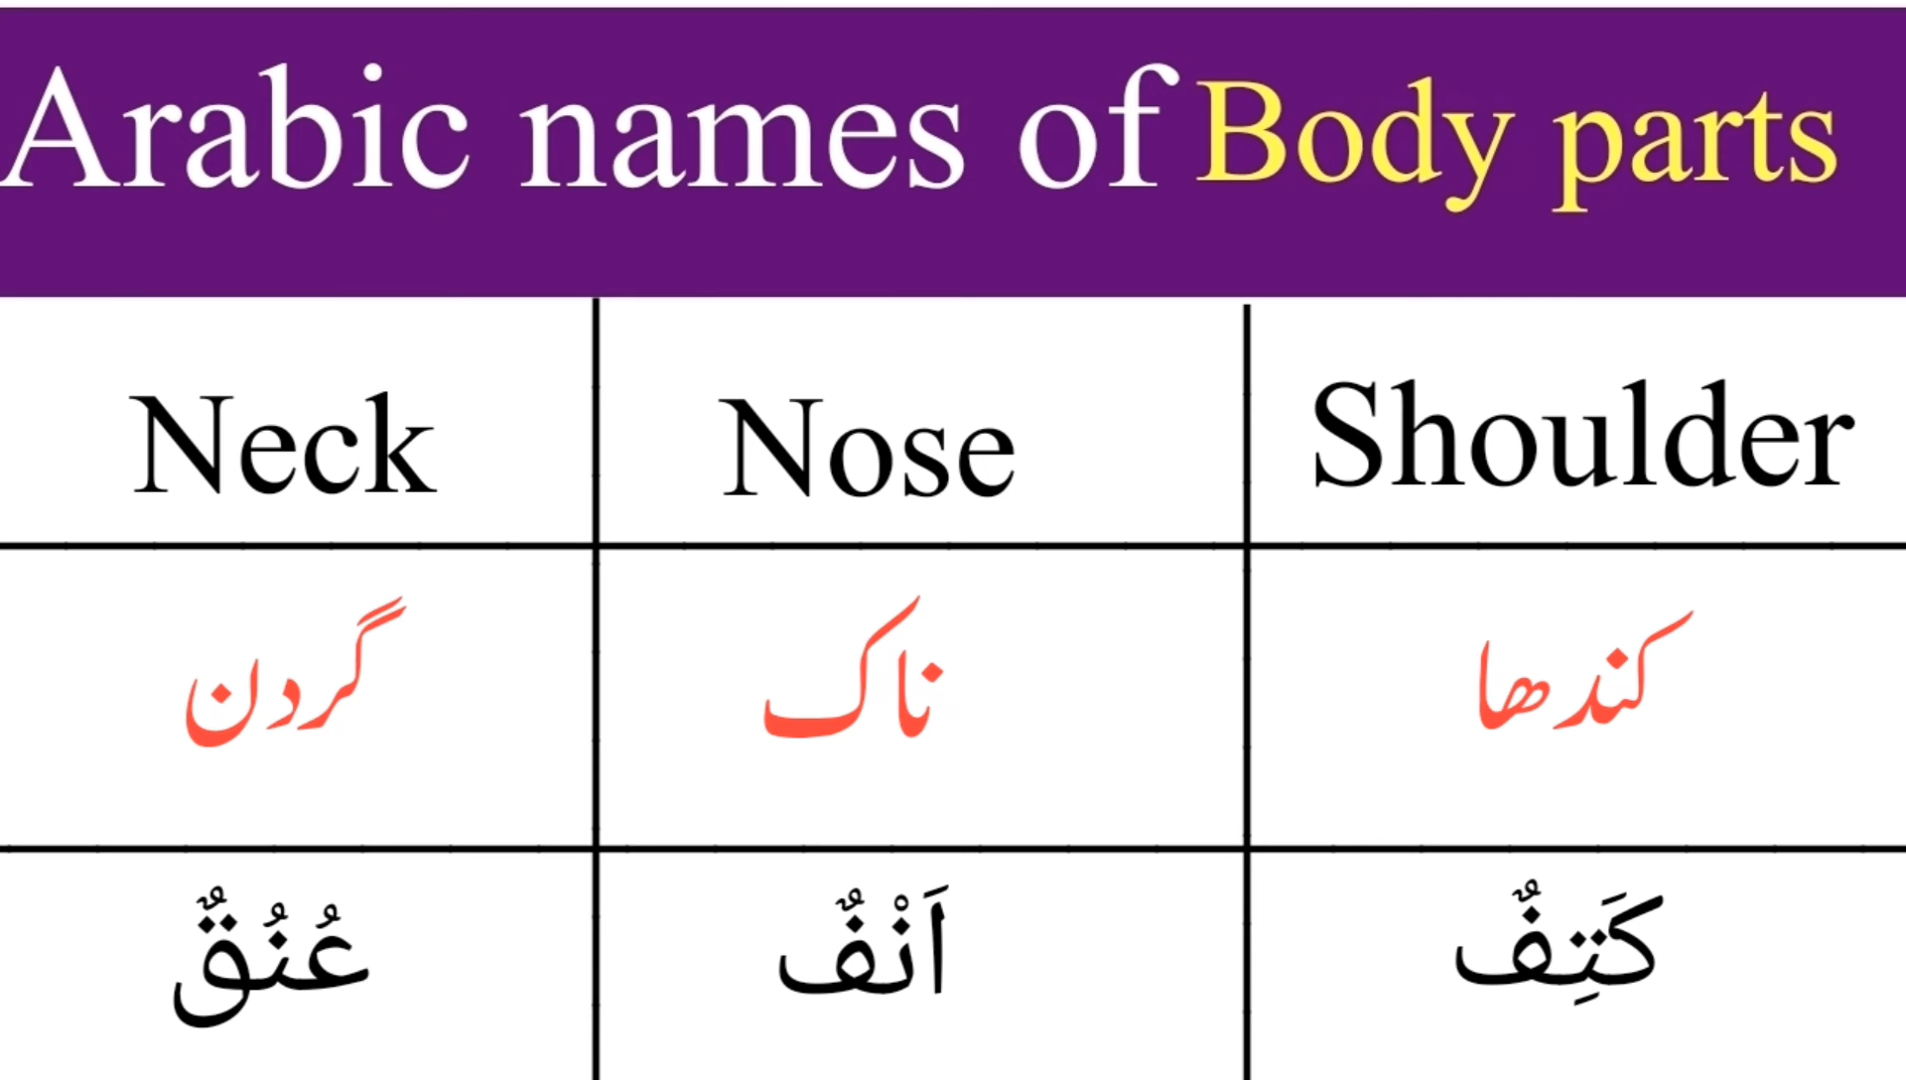 Arabic names of Body parts
Neck Nose Shoulder
گردن ناک کندھا
عُنُقٌ اَنْفٌ كَتِفٌ